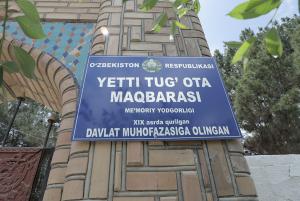 O'ZBEKISTON RESPUBLIKASI
YETTI TUG' OTA
MAQBARASI
ME'MORIY YODGORLIGI
XIX asrda qurilgan
DAVLAT MUHOFAZASIGA OLINGAN